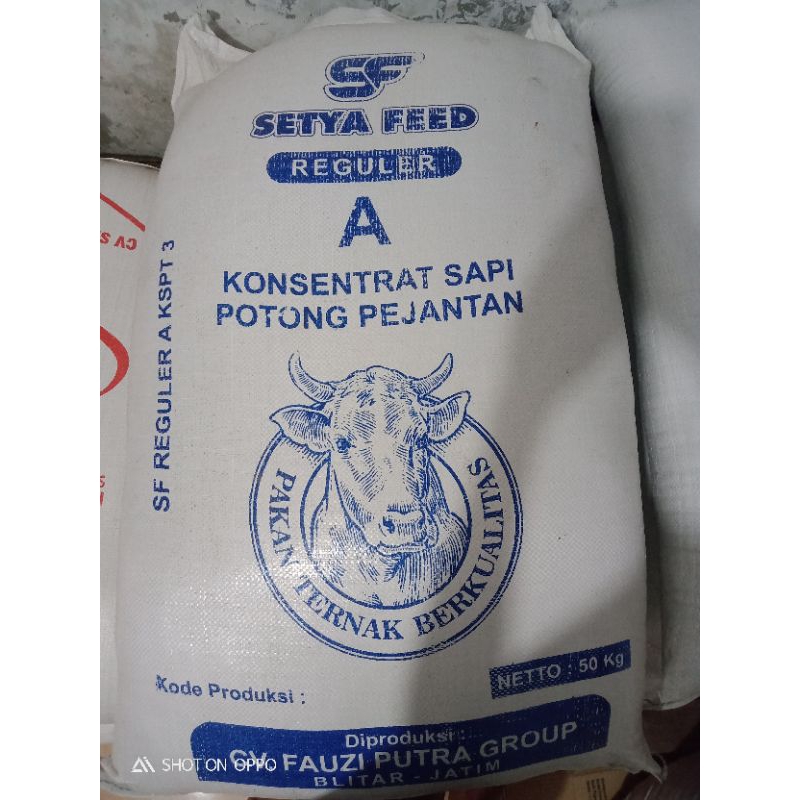 SF
SETYA FEED
REGULER
A
KONSENTRAT SAPI
POTONG PEJANTAN
SF REGULER A KSPT 3
PAKAN TERNAK BERKUALITAS
NETTO : 50 Kg
Kode Produksi :
Diproduksi :
CV. FAUZI PUTRA GROUP
BLITAR - JATIM
SHOT ON OPPO
CV S